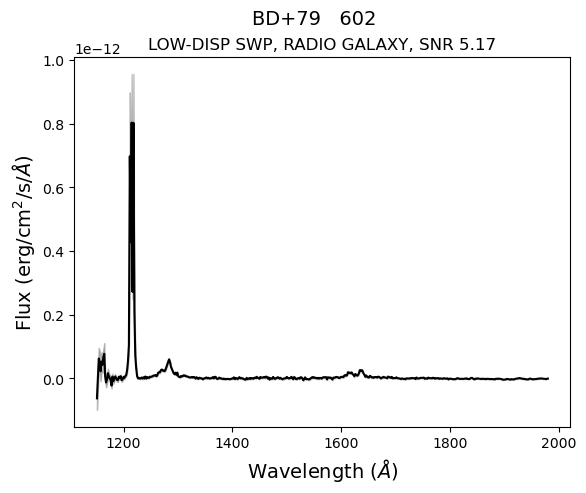 BD+79 602
LOW-DISP SWP, RADIO GALAXY, SNR 5.17
1e−12
1.0
0.8
0.6
0.4
0.2
0.0
Flux (erg/cm²/s/Å)
1200 1400 1600 1800 2000
Wavelength (Å)